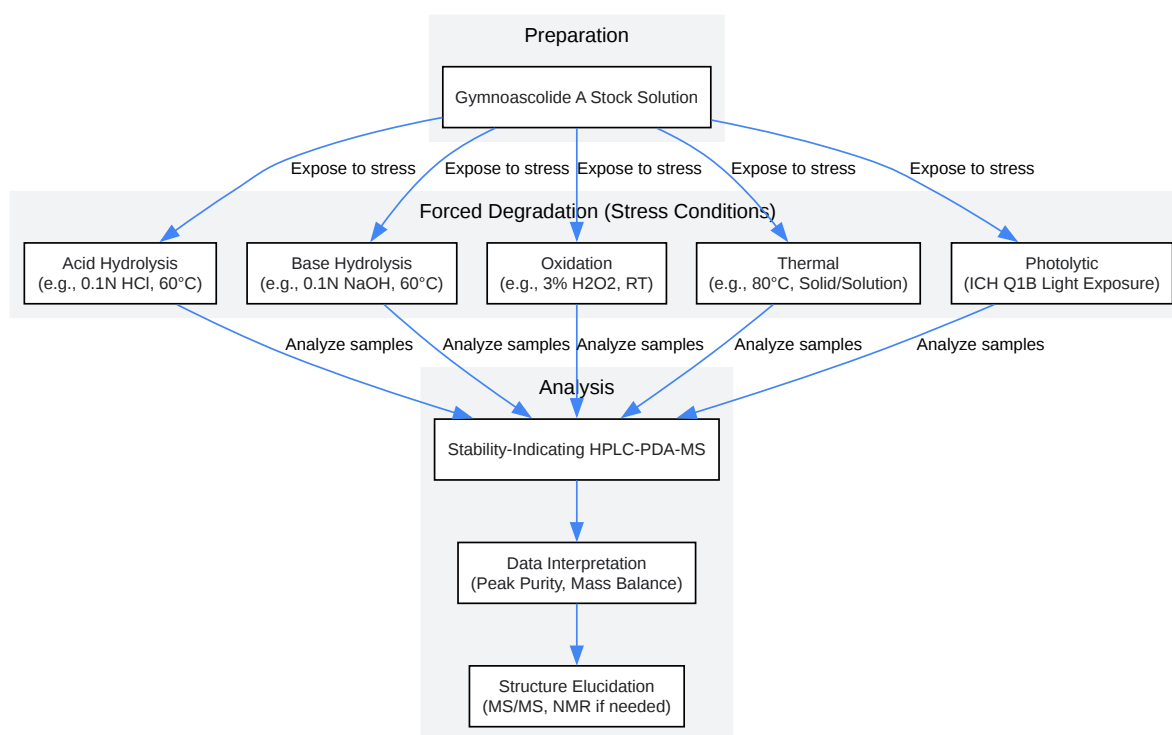 Preparation
Gymnoascolide A Stock Solution
Expose to stress
Expose to stress
Expose to stress
Expose to stress
Expose to stress
Forced Degradation (Stress Conditions)
Acid Hydrolysis
(e.g., 0.1N HCl, 60°C)
Base Hydrolysis
(e.g., 0.1N NaOH, 60°C)
Oxidation
(e.g., 3% H2O2, RT)
Thermal
(e.g., 80°C, Solid/Solution)
Photolytic
(ICH Q1B Light Exposure)
Analyze samples
Analyze samples
Analyze samples
Analyze samples
Analyze samples
Analysis
Stability-Indicating HPLC-PDA-MS
Data Interpretation
(Peak Purity, Mass Balance)
Structure Elucidation
(MS/MS, NMR if needed)